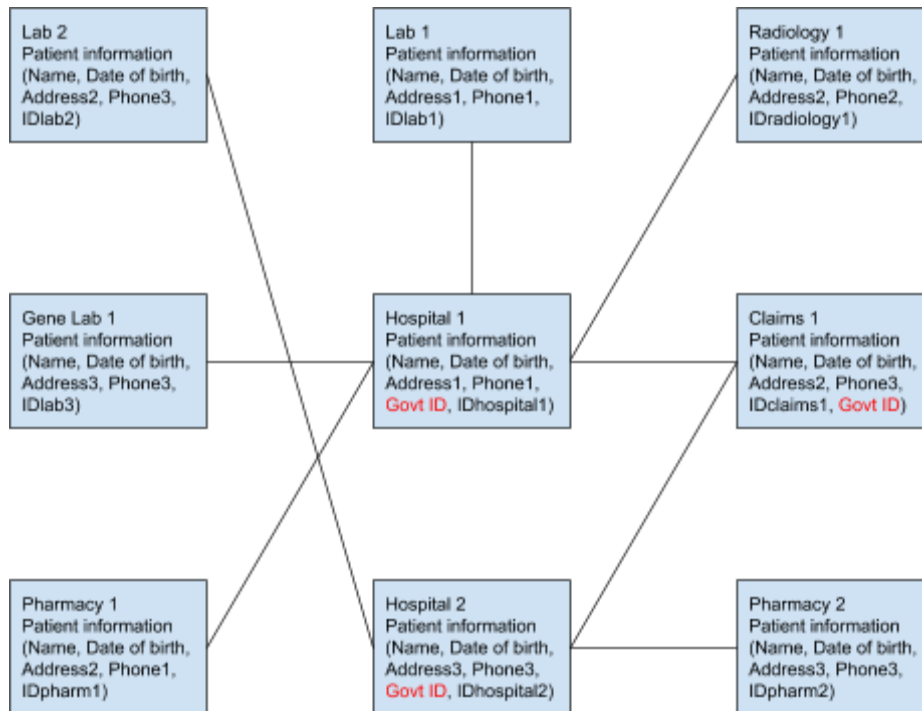 Lab 2
Patient information
(Name, Date of birth,
Address2, Phone3,
IDlab2)
Lab 1
Patient information
(Name, Date of birth,
Address1, Phone1,
IDlab1)
Radiology 1
Patient information
(Name, Date of birth,
Address2, Phone2,
IDradiology1)
Gene Lab 1
Patient information
(Name, Date of birth,
Address3, Phone3,
IDlab3)
Hospital 1
Patient information
(Name, Date of birth,
Address1, Phone1,
Govt ID, IDhospital1)
Claims 1
Patient information
(Name, Date of birth,
Address2, Phone3,
IDclaims1, Govt ID)
Pharmacy 1
Patient information
(Name, Date of birth,
Address2, Phone1,
IDpharm1)
Hospital 2
Patient information
(Name, Date of birth,
Address3, Phone3,
Govt ID, IDhospital2)
Pharmacy 2
Patient information
(Name, Date of birth,
Address3, Phone3,
IDpharm2)